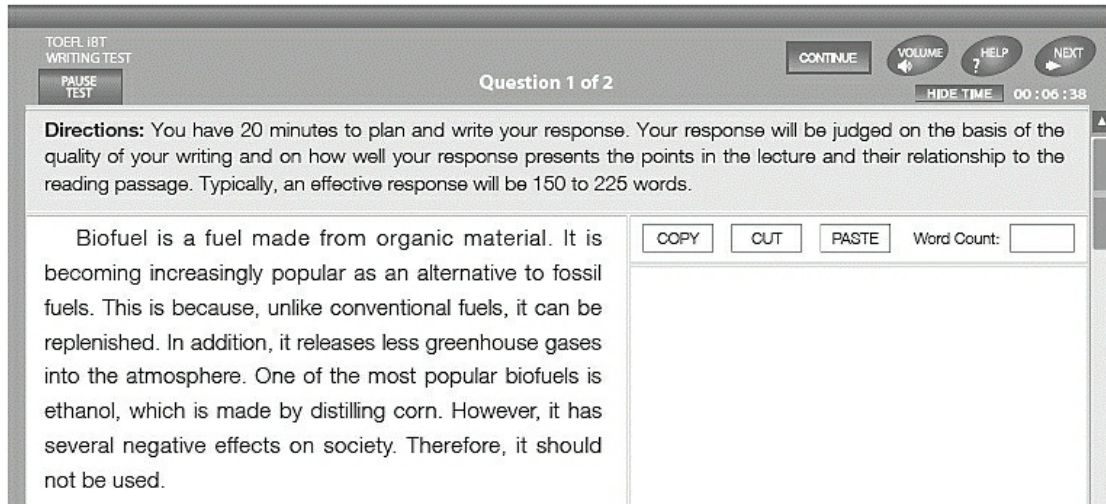 TOEFL iBT
WRITING TEST
PAUSE
TEST
Question 1 of 2
CONTINUE
VOLUME
HELP
?
NEXT
HIDE TIME 00:06:38
Directions: You have 20 minutes to plan and write your response. Your response will be judged on the basis of the
quality of your writing and on how well your response presents the points in the lecture and their relationship to the
reading passage. Typically, an effective response will be 150 to 225 words.
Biofuel is a fuel made from organic material. It is
becoming increasingly popular as an alternative to fossil
fuels. This is because, unlike conventional fuels, it can be
replenished. In addition, it releases less greenhouse gases
into the atmosphere. One of the most popular biofuels is
ethanol, which is made by distilling corn. However, it has
several negative effects on society. Therefore, it should
not be used.
COPY CUT PASTE Word Count: